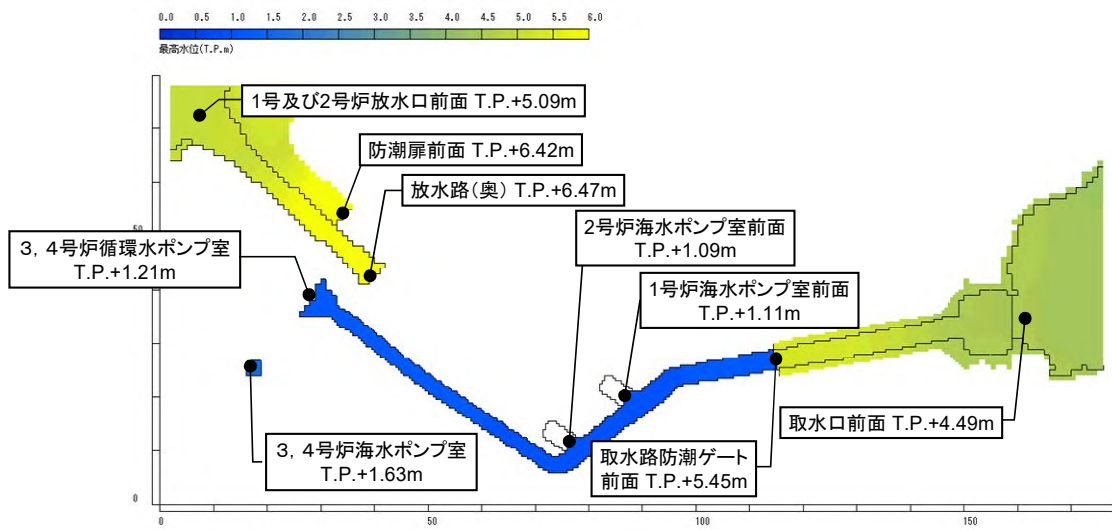 0.0 0.5 1.0 1.5 2.0 2.5 3.0 3.5 4.0 4.5 5.0 5.5 6.0
最高水位(T.P.m)
1号及び2号炉放水口前面 T.P.+5.09m
防潮扉前面 T.P.+6.42m
放水路(奥) T.P.+6.47m
50
2号炉海水ポンプ室前面
T.P.+1.09m
3,4号炉循環水ポンプ室
T.P.+1.21m
1号炉海水ポンプ室前面
T.P.+1.11m
取水口前面 T.P.+4.49m
3,4号炉海水ポンプ室
T.P.+1.63m
取水路防潮ゲート
前面 T.P.+5.45m
0
0 50 100 150